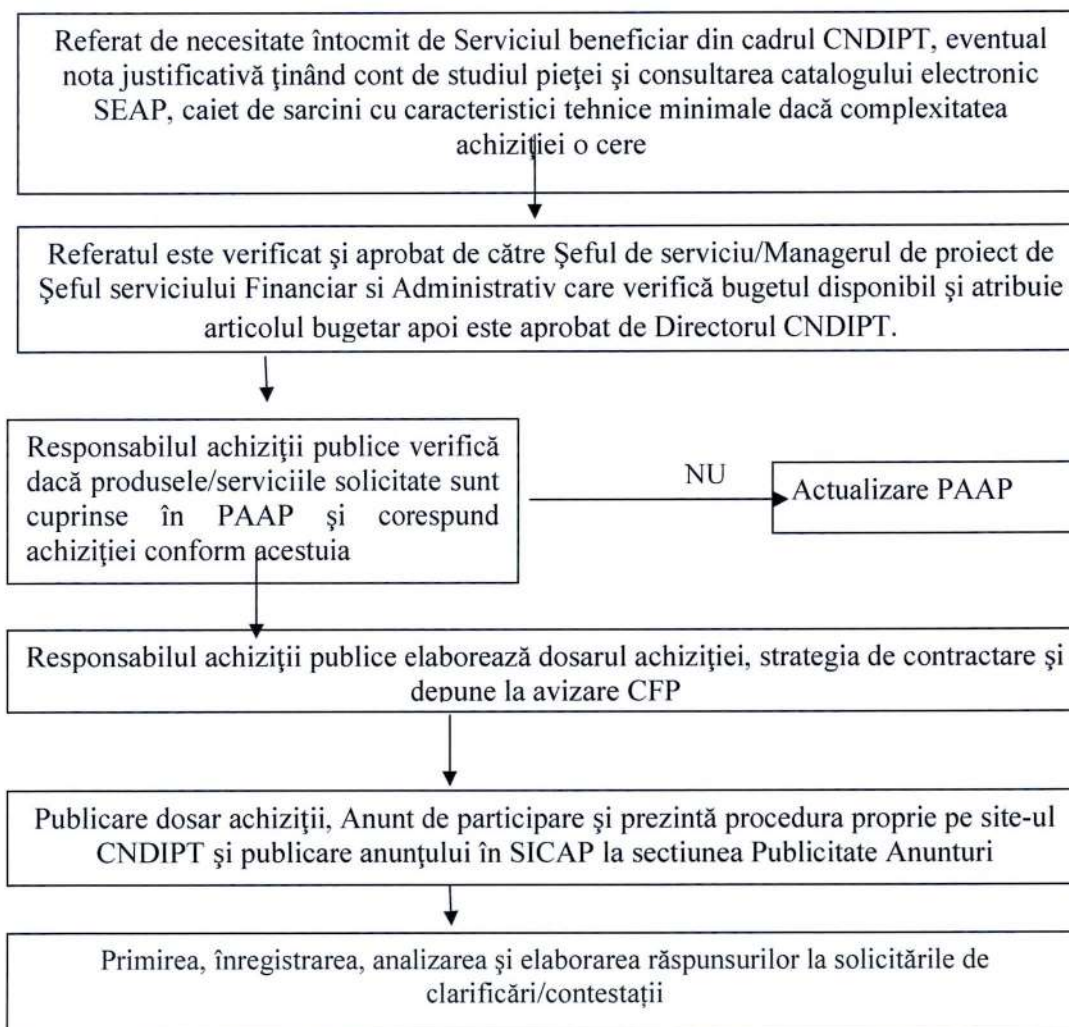 Referat de necesitate întocmit de Serviciul beneficiar din cadrul CNDIPT, eventual
nota justificativă ţinând cont de studiul pieţei şi consultarea catalogului electronic
SEAP, caiet de sarcini cu caracteristici tehnice minimale dacă complexitatea
achiziţiei o cere
Referatul este verificat şi aprobat de către Şeful de serviciu/Managerul de proiect de
Şeful serviciului Financiar si Administrativ care verifică bugetul disponibil şi atribuie
articolul bugetar apoi este aprobat de Directorul CNDIPT.
Responsabilul achiziţii publice verifică
dacă produsele/serviciile solicitate sunt
cuprinse în PAAP şi corespund
achiziţiei conform acestuia
NU
Actualizare PAAP
Responsabilul achiziţii publice elaborează dosarul achiziţiei, strategia de contractare şi
depune la avizare CFP
Publicare dosar achiziţii, Anunt de participare şi prezintă procedura proprie pe site-ul
CNDIPT şi publicare anunţului în SICAP la sectiunea Publicitate Anunturi
Primirea, înregistrarea, analizarea şi elaborarea răspunsurilor la solicitările de
clarificări/contestaţii